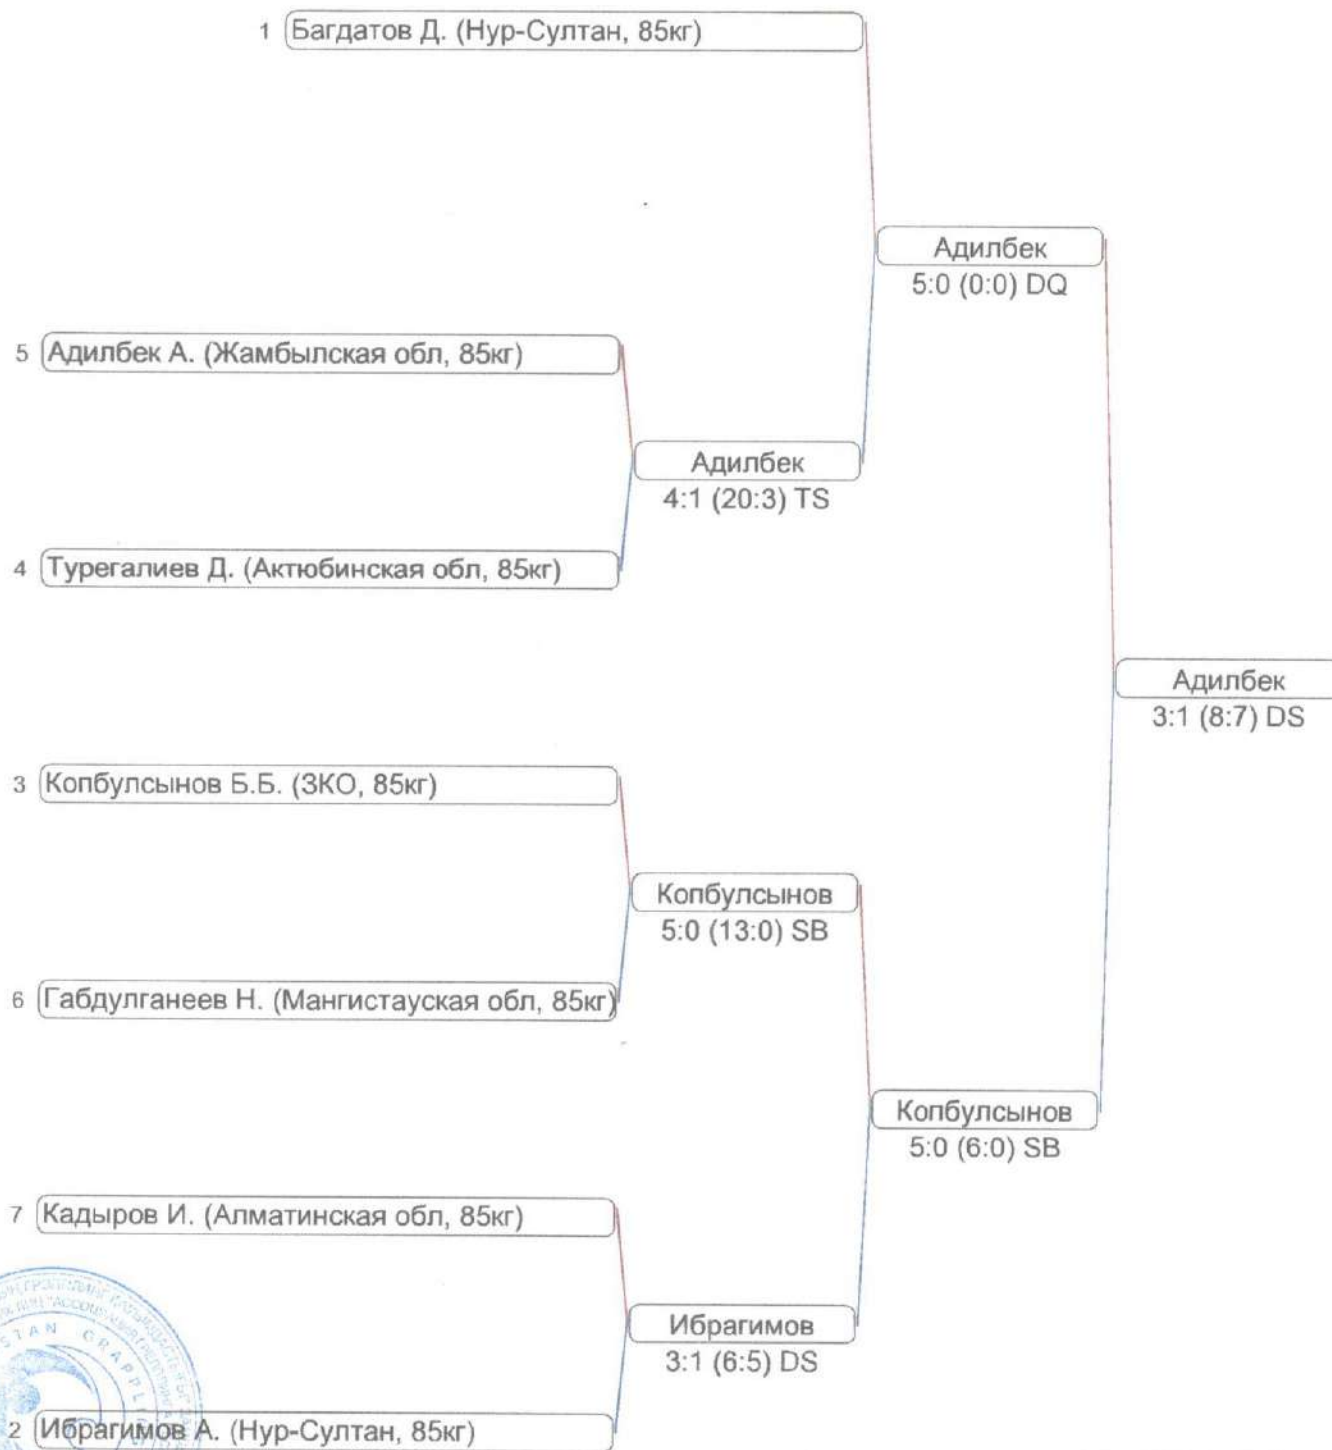 1 Багдатов Д. (Нур-Султан, 85кг)
Адилбек
5:0 (0:0) DQ
5 Адилбек А. (Жамбылская обл, 85кг)
Адилбек
4:1 (20:3) TS
4 Турегалиев Д. (Актюбинская обл, 85кг)
Адилбек
3:1 (8:7) DS
3 Копбулсынов Б.Б. (ЗКО, 85кг)
Копбулсынов
5:0 (13:0) SB
6 Габдулганеев Н. (Мангистауская обл, 85кг)
Копбулсынов
5:0 (6:0) SB
7 Кадыров И. (Алматинская обл, 85кг)
Ибрагимов
3:1 (6:5) DS
2 Ибрагимов А. (Нур-Султан, 85кг)